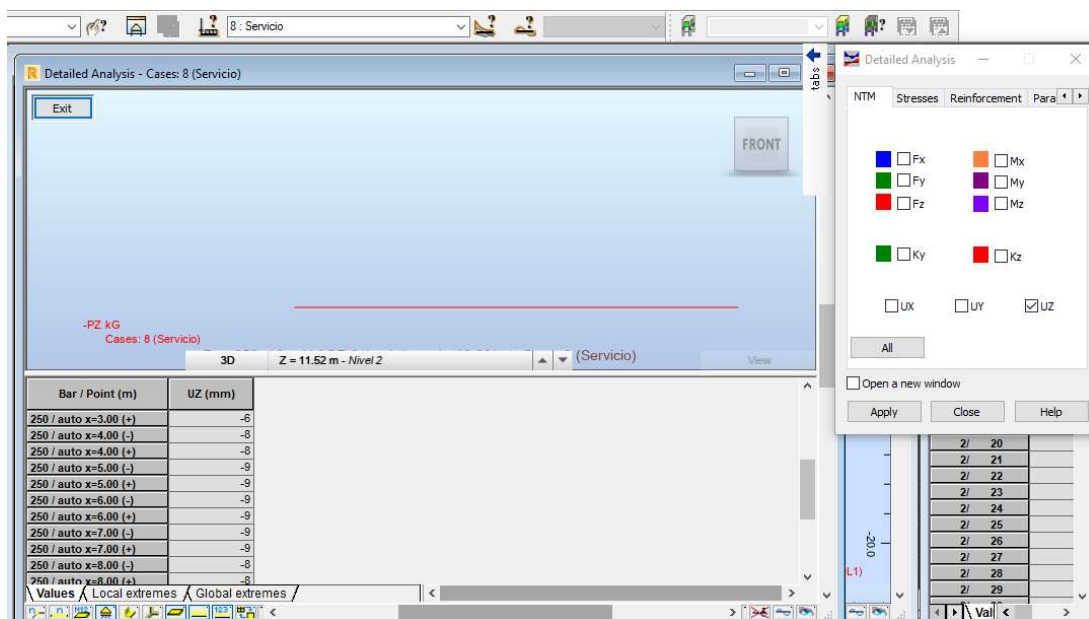 8 : Servicio
Detailed Analysis - Cases: 8 (Servicio)
Exit
FRONT
tabs
-PZ kG
Cases: 8 (Servicio)
3D Z = 11.52 m - Nivel 2 (Servicio) View
Bar / Point (m) UZ (mm)
250 / auto x=3.00 (+) -6
250 / auto x=4.00 (-) -8
250 / auto x=4.00 (+) -8
250 / auto x=5.00 (-) -9
250 / auto x=5.00 (+) -9
250 / auto x=6.00 (-) -9
250 / auto x=6.00 (+) -9
250 / auto x=7.00 (-) -9
250 / auto x=7.00 (+) -9
250 / auto x=8.00 (-) -8
250 / auto x=8.00 (+) -8
Values Local extremes Global extremes
Detailed Analysis
NTM Stresses Reinforcement Para
Fx Mx
Fy My
Fz Mz
Ky Kz
UX UY UZ
All
Open a new window
Apply Close Help
2/ 20
2/ 21
2/ 22
2/ 23
2/ 24
2/ 25
2/ 26
2/ 27
2/ 28
2/ 29
-20.0
L1)
Val